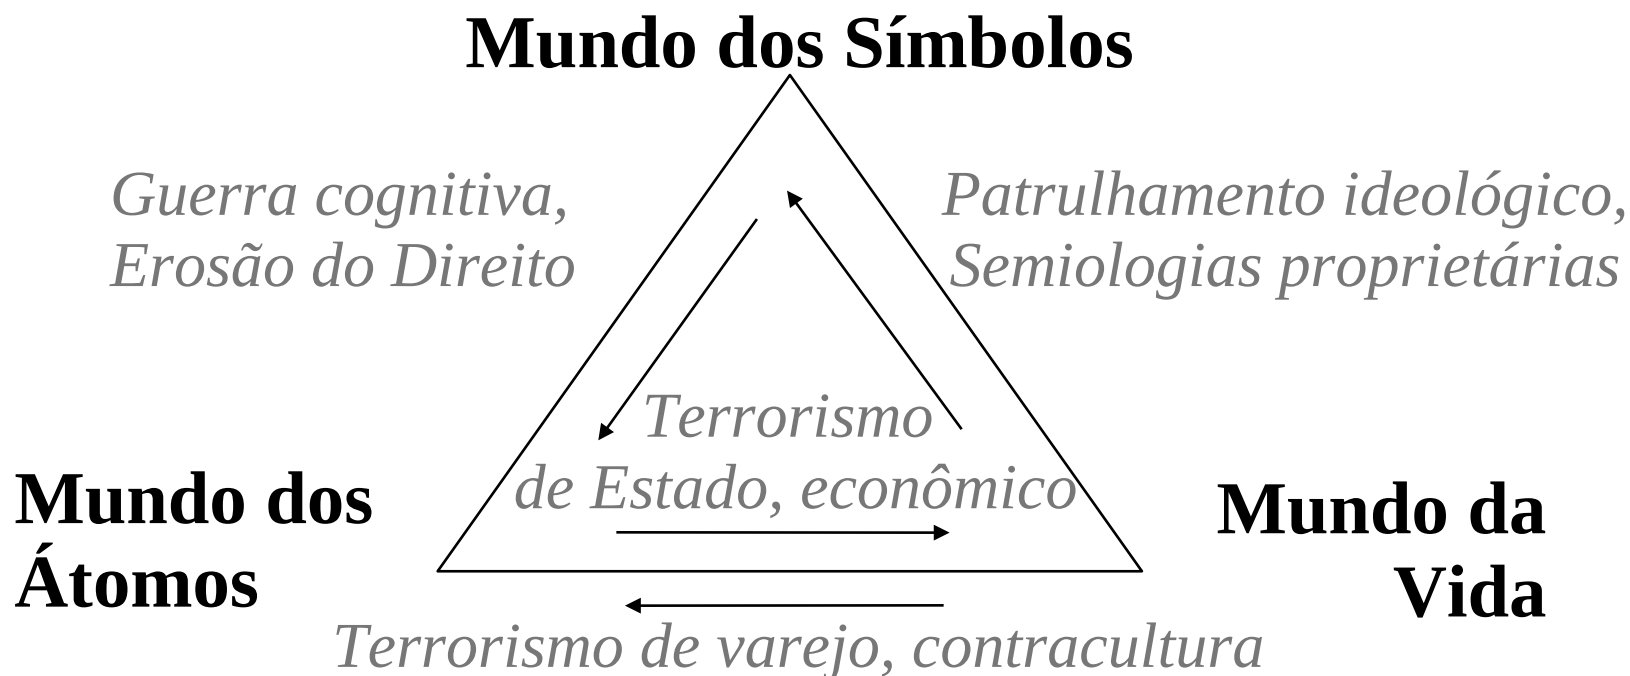 Mundo dos Símbolos
Guerra cognitiva,
Erosão do Direito
Patrulhamento ideológico,
Semiologias proprietárias
Terrorismo
de Estado, econômico
Mundo dos
Átomos
Mundo da
Vida
Terrorismo de varejo, contracultura